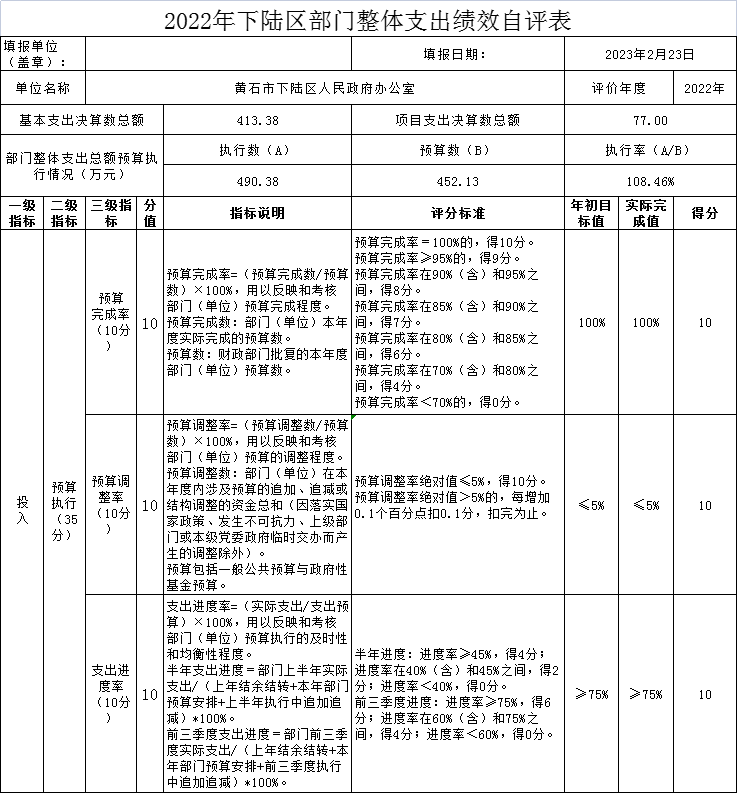 2022年下陆区部门整体支出绩效自评表
填报单位
（盖章）：
填报日期：
2023年2月23日
单位名称
黄石市下陆区人民政府办公室
评价年度
2022年
基本支出决算数总额
413.38
项目支出决算数总额
77.00
部门整体支出总额预算执
行情况（万元）
执行数（A）
预算数（B）
执行率（A/B）
490.38
452.13
108.46%
一级
指标
二级
指标
三级指
标
分
值
指标说明
评分标准
年初目
标值
实际完
成值
得分
投
入
预算
执行
（35
分）
预算
完成率
（10分
）
10
预算完成率=（预算完成数/预算
数）×100%，用以反映和考核
部门（单位）预算完成程度。
预算完成数：部门（单位）本年
度实际完成的预算数。
预算数：财政部门批复的本年度
部门（单位）预算数。
预算完成率＝100%的，得10分。
预算完成率≥95%的，得9分。
预算完成率在90%（含）和95%之
间，得8分。
预算完成率在85%（含）和90%之
间，得7分。
预算完成率在80%（含）和85%之
间，得6分。
预算完成率在70%（含）和80%之
间，得4分。
预算完成率＜70%的，得0分。
100%
100%
10
预算调
整率
（10分
）
10
预算调整率=（预算调整数/预算
数）×100%，用以反映和考核
部门（单位）预算的调整程度。
预算调整数：部门（单位）在本
年度内涉及预算的追加、追减或
结构调整的资金总和（因落实国
家政策、发生不可抗力、上级部
门或本级党委政府临时交办而产
生的调整除外）。
预算包括一般公共预算与政府性
基金预算。
预算调整率绝对值≤5%，得10分。
预算调整率绝对值＞5%的，每增加
0.1个百分点扣0.1分，扣完为止。
≤5%
≤5%
10
支出进
度率
（10分
）
10
支出进度率=（实际支出/支出预
算）×100%，用以反映和考核
部门（单位）预算执行的及时性
和均衡性程度。
半年支出进度＝部门上半年实际
支出/（上年结余结转+本年部门
预算安排+上半年执行中追加追
减）*100%。
前三季度支出进度＝部门前三季
度实际支出/（上年结余结转+本
年部门预算安排+前三季度执行
中追加追减）*100%。
半年进度：进度率≥45%，得4分；
进度率在40%（含）和45%之间，得2
分；进度率＜40%，得0分。
前三季度进度：进度率≥75%，得6
分；进度率在60%（含）和75%之
间，得4分；进度率＜60%，得0分。
≥75%
≥75%
10